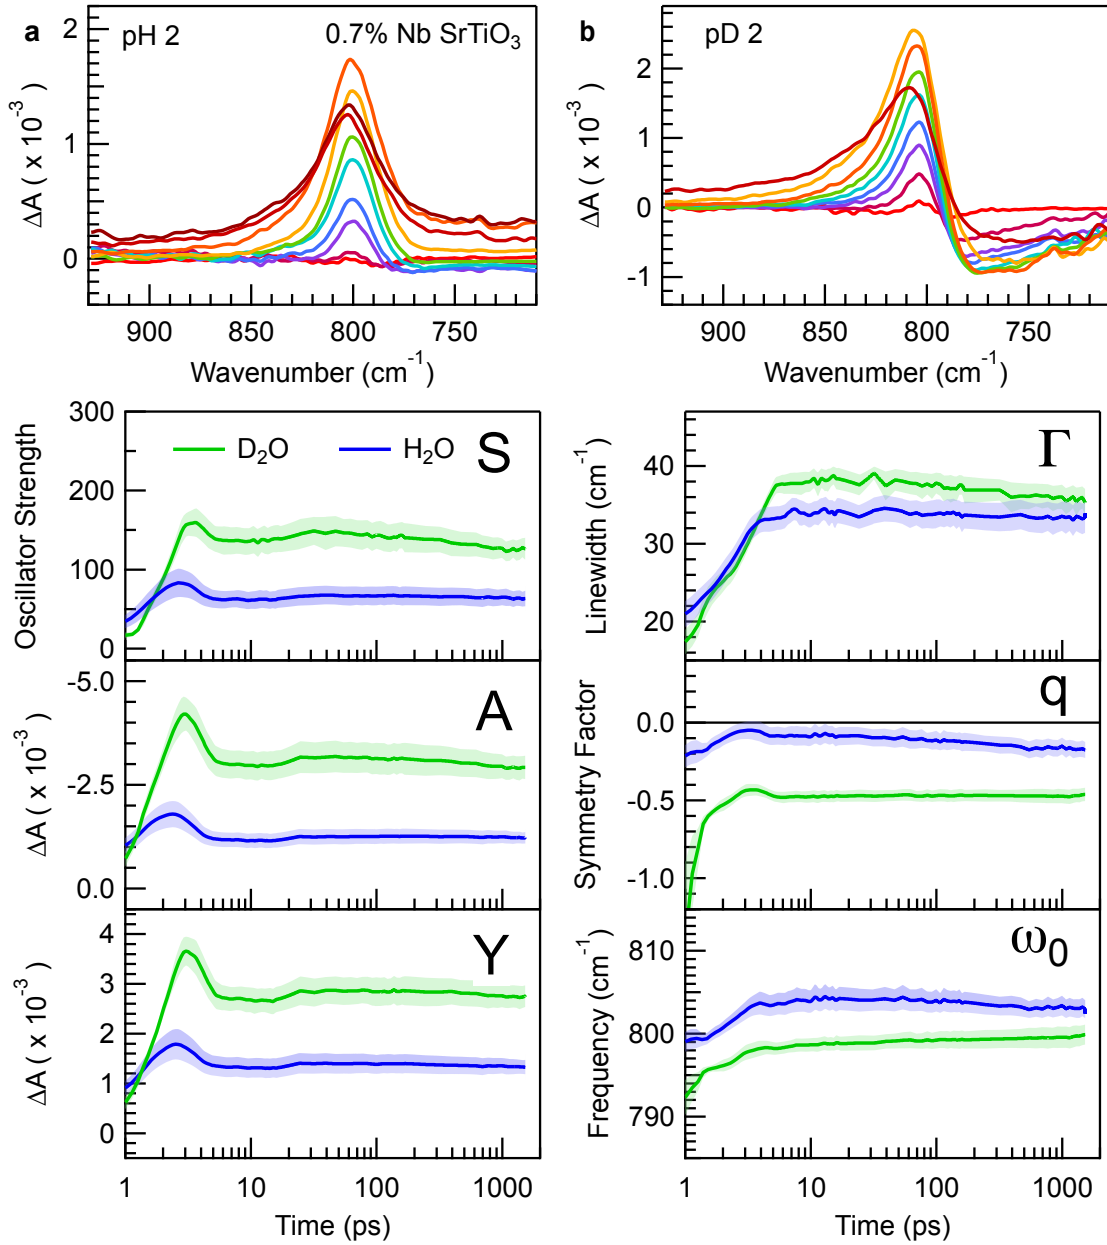 a
pH 2
0.7% Nb SrTiO₃
2
1
0
ΔA ( x 10⁻³ )
900
850
800
750
Wavenumber (cm⁻¹)
b
pD 2
2
1
0
-1
ΔA ( x 10⁻³ )
900
850
800
750
Wavenumber (cm⁻¹)
300
200
100
0
Oscillator Strength
D₂O
H₂O
S
-5.0
-2.5
0.0
ΔA ( x 10⁻³ )
A
4
3
2
1
0
ΔA ( x 10⁻³ )
Y
1
10
100
1000
Time (ps)
40
30
20
Linewidth (cm⁻¹)
Γ
0.0
-0.5
-1.0
Symmetry Factor
q
810
800
790
Frequency (cm⁻¹)
ω₀
1
10
100
1000
Time (ps)